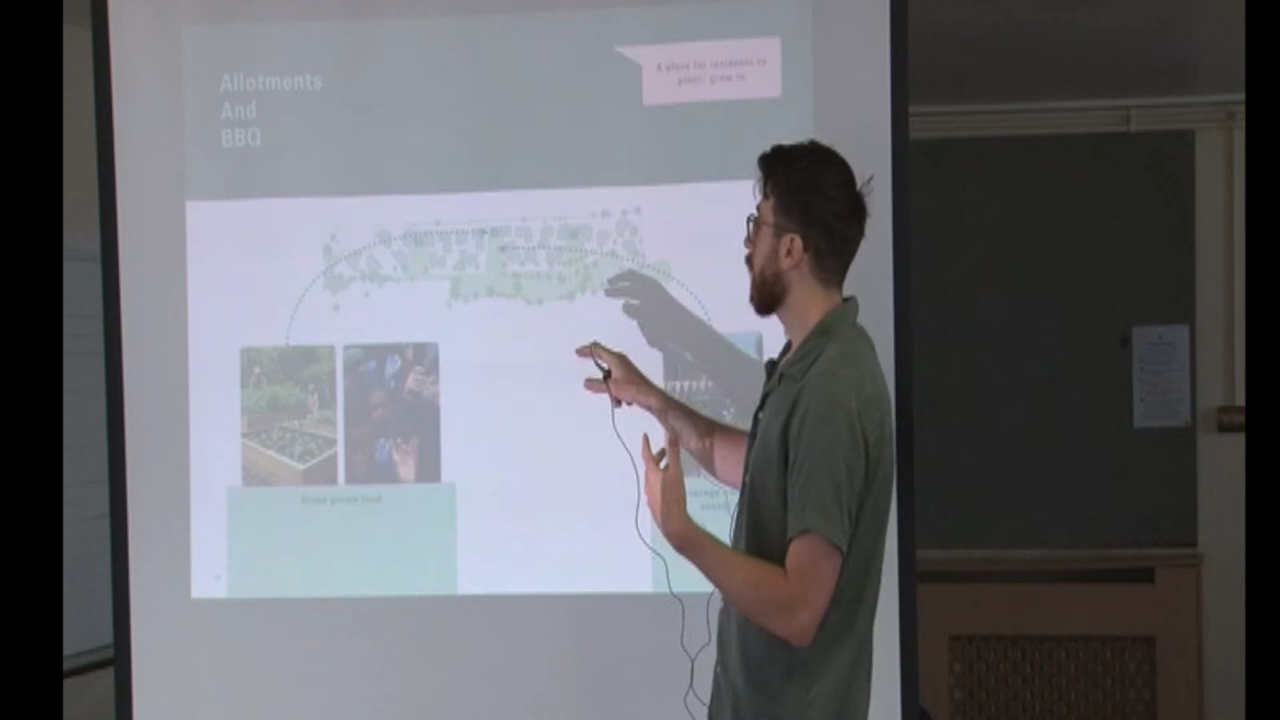 Allotments
And
BBQ
A place for residents to
plant/ grow in
Home grown food